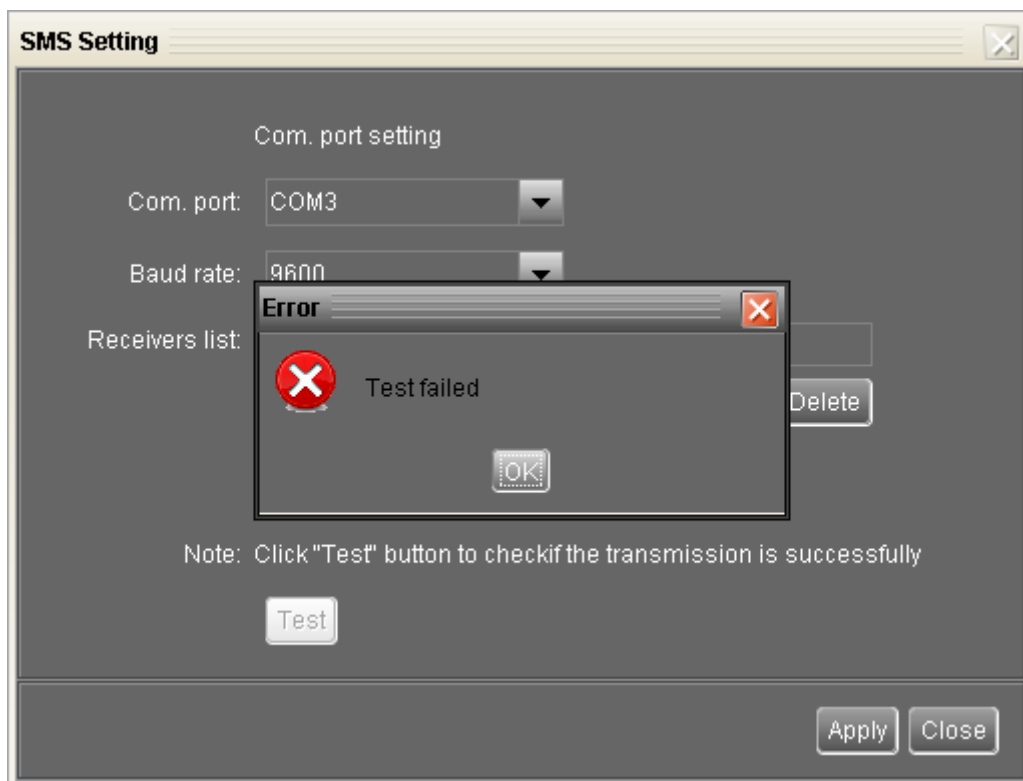 SMS Setting
Com. port setting
Com. port: COM3
Baud rate: 9600
Error
Receivers list:
Test failed
Delete
OK
Note: Click "Test" button to checkif the transmission is successfully
Test
Apply Close